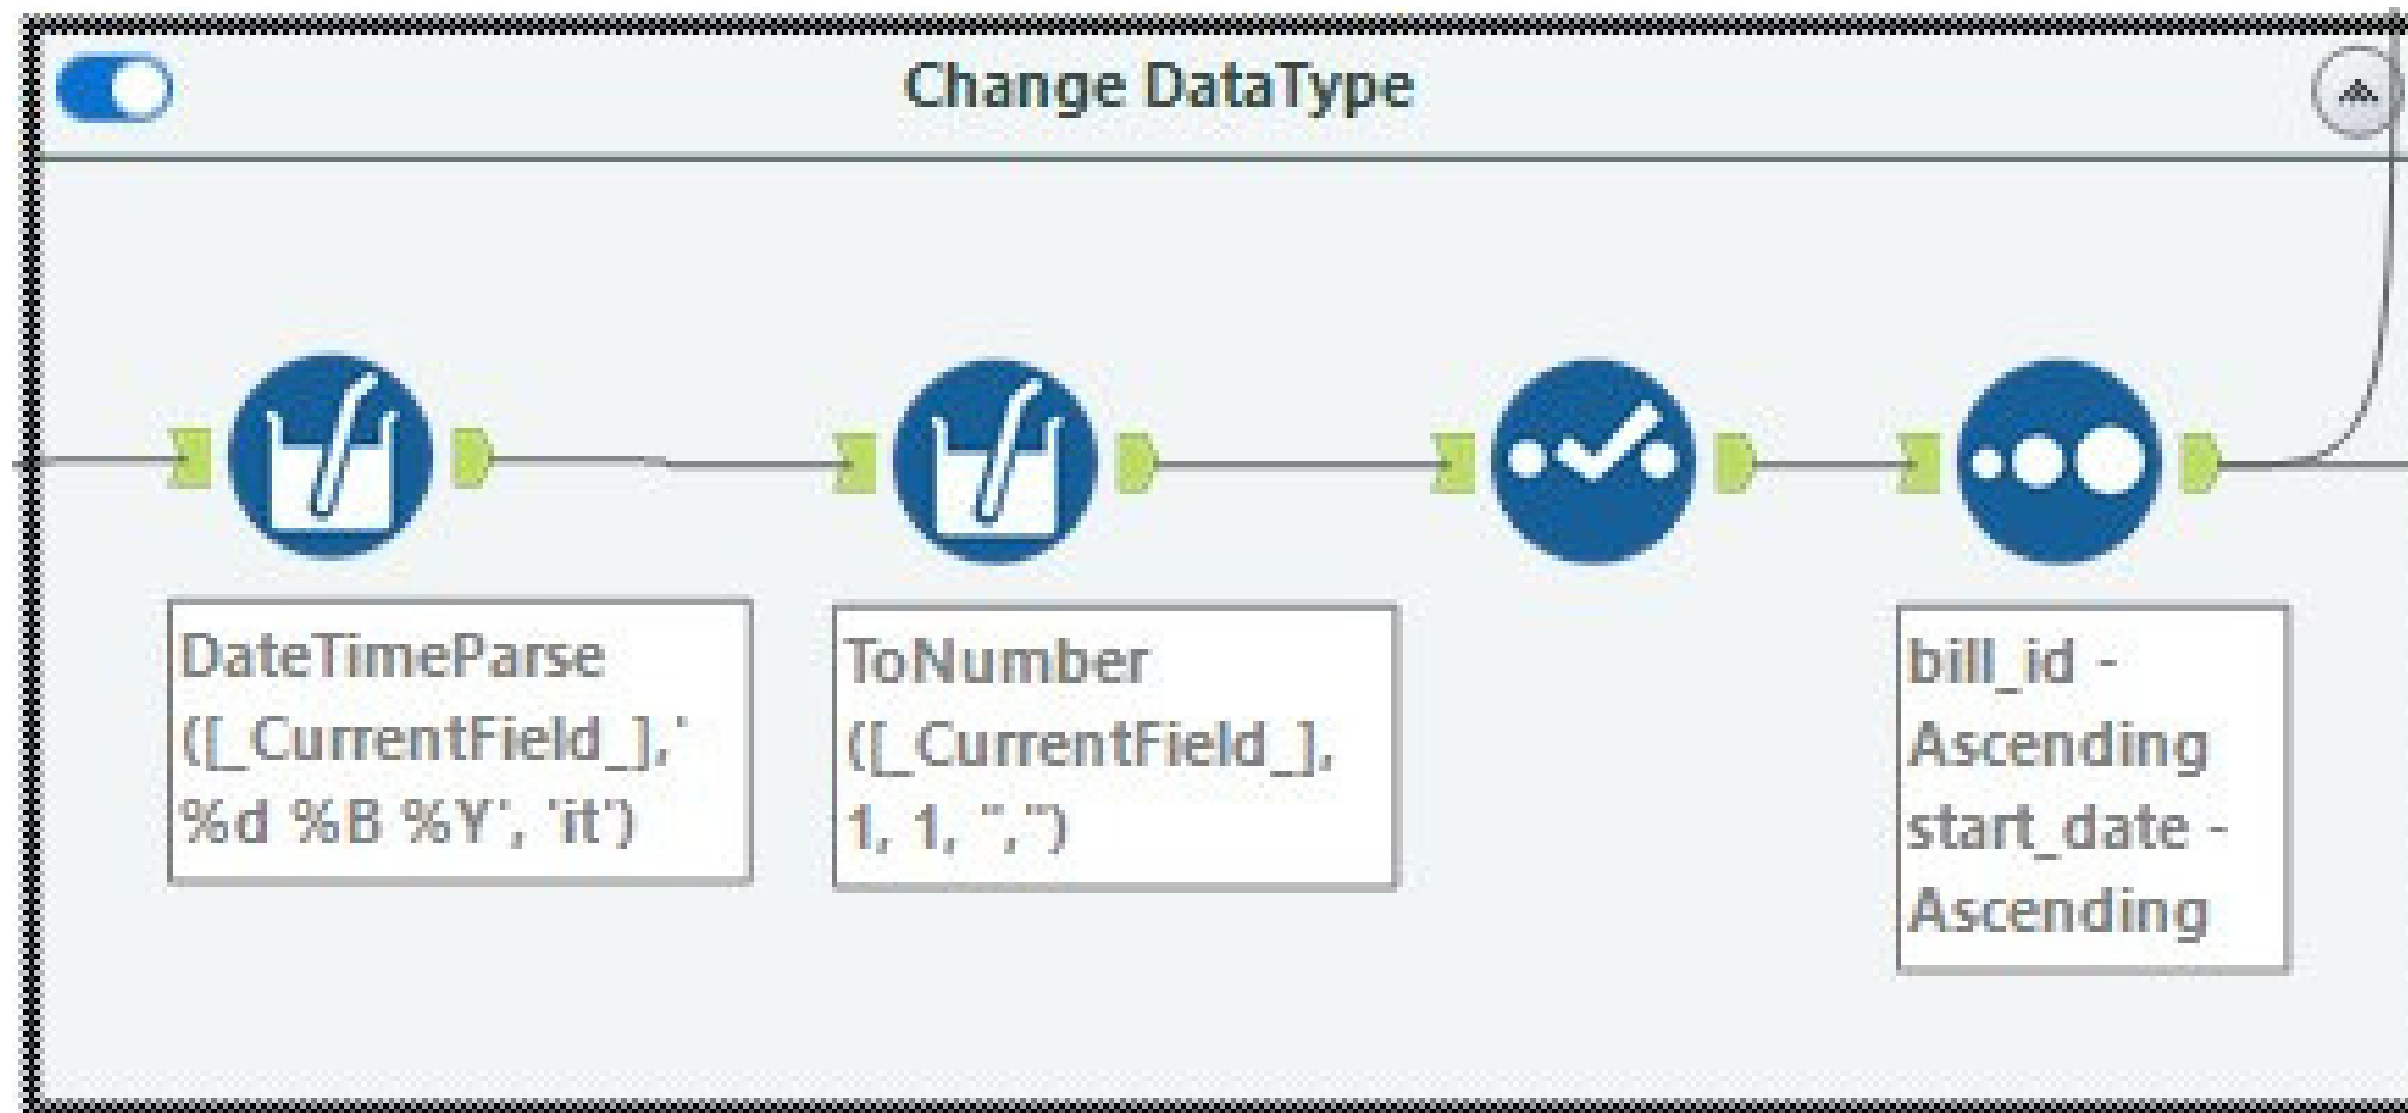 Change DataType
DateTimeParse
([_CurrentField_],'
%d %B %Y', 'it')
ToNumber
([_CurrentField_],
1, 1, ",")
bill_id -
Ascending
start_date -
Ascending